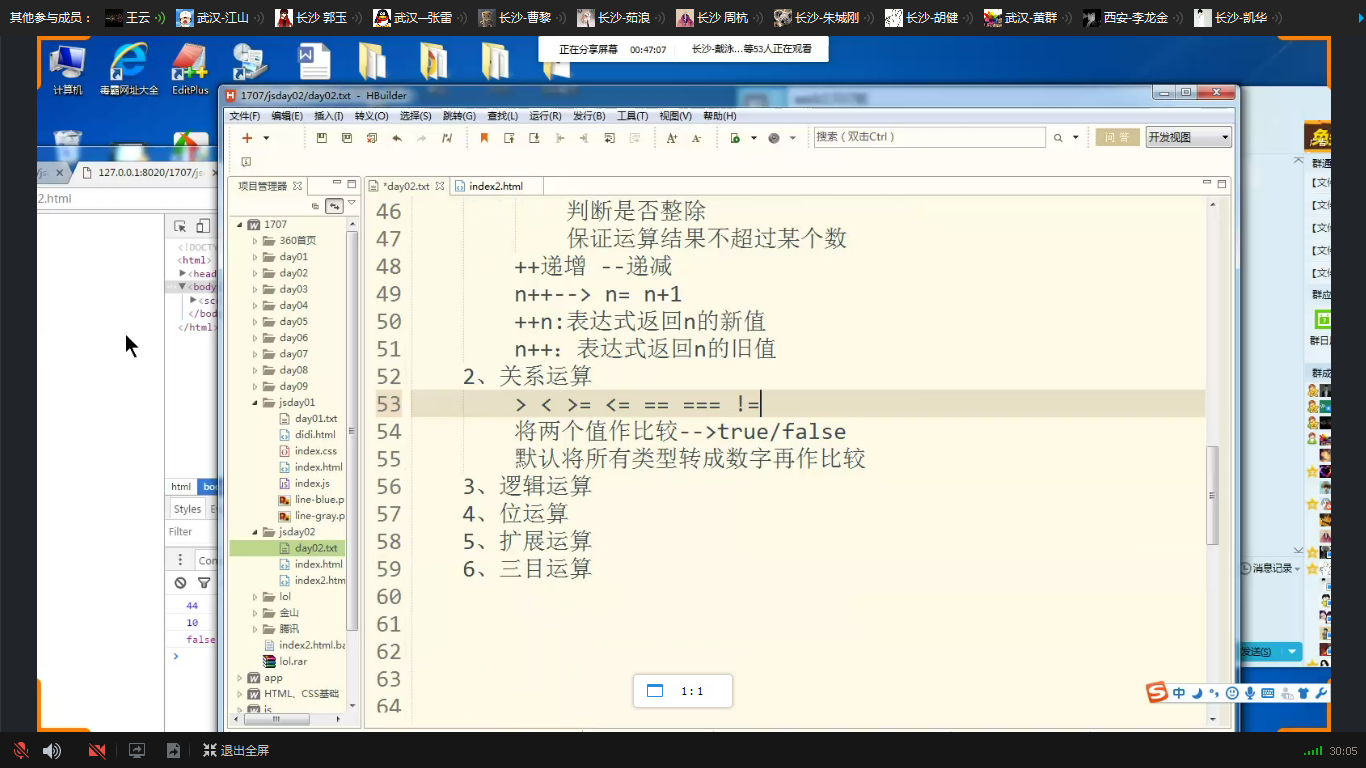 其他参与成员： 王云 武汉-江山 长沙 郭玉 武汉—张雷 长沙-曹黎 长沙-茹浪 长沙 周杭 长沙-朱城刚 长沙-胡健 武汉-黄群 西安-李龙金 长沙-凯华
正在分享屏幕 00:47:07 长沙-戴泳...等53人正在观看
计算机 毒霸网址大全 EditPlus
1707/jsday02/day02.txt - HBuilder
文件(F) 编辑(E) 插入(I) 转义(O) 选择(S) 跳转(G) 查找(L) 运行(R) 发行(B) 工具(T) 视图(V) 帮助(H)
搜索（双击Ctrl） 问 答 开发视图
127.0.0.1:8020/1707/js
2.html
项目管理器
*day02.txt index2.html
1707
360首页
day01
day02
day03
day04
day05
day06
day07
day08
day09
jsday01
day01.txt
didi.html
index.css
index.html
index.js
line-blue.p
line-gray.p
jsday02
day02.txt
index.html
index2.htm
lol
金山
腾讯
index2.html.ba
lol.rar
app
HTML、CSS基础
js
46 判断是否整除
47 保证运算结果不超过某个数
48 ++递增 --递减
49 n++--> n= n+1
50 ++n:表达式返回n的新值
51 n++：表达式返回n的旧值
52 2、关系运算
53 > < >= <= == === !=
54 将两个值作比较-->true/false
55 默认将所有类型转成数字再作比较
56 3、逻辑运算
57 4、位运算
58 5、扩展运算
59 6、三目运算
60
61
62
63
64
<!DOCTY
<html>
<head
<body
<sc
</body
</html>
html bo
Styles
Filter
Con
44
10
false
1:1
消息记录
发送(S)
中
退出全屏
30:05